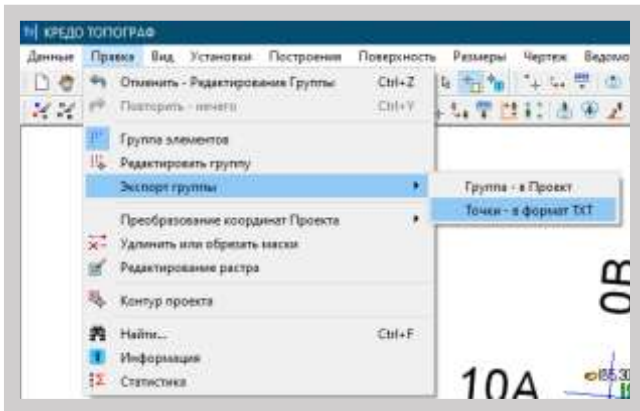 КРЕДО ТОПОГРАФ
Данные Правка Вид Установки Построения Поверхность Размеры Чертеж
Отменить - Редактирования Группы Ctrl+Z
Повторить - нечего Ctrl+Y
Группа элементов
Редактировать группу
Экспорт группы
Группа - в Проект
Точки - в формат TXT
Преобразование координат Проекта
Удлинить или обрезать маски
Редактирование растра
Контур проекта
Найти... Ctrl+F
Информация
Статистика
0В
10А